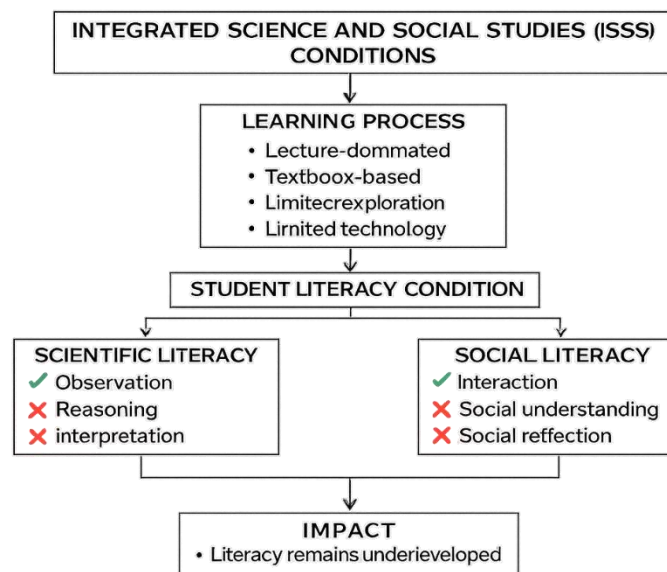 INTEGRATED SCIENCE AND SOCIAL STUDIES (ISSS)
CONDITIONS
LEARNING PROCESS
• Lecture-dommated
• Textboox-based
• Limitecrexploration
• Lirnited technology
STUDENT LITERACY CONDITION
SCIENTIFIC LITERACY
✓ Observation
✗ Reasoning
✗ interpretation
SOCIAL LITERACY
✓ Interaction
✗ Social understanding
✗ Social reffection
IMPACT
• Literacy remains underieveloped